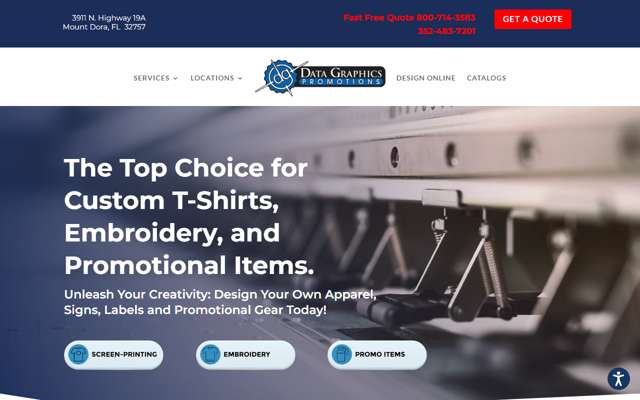 3911 N. Highway 19A
Mount Dora, FL 32757
Fast Free Quote 800-714-3583
352-483-7201
GET A QUOTE
SERVICES
LOCATIONS
dg
DATA GRAPHICS
PROMOTIONS
DESIGN ONLINE
CATALOGS
The Top Choice for
Custom T-Shirts,
Embroidery, and
Promotional Items.
Unleash Your Creativity: Design Your Own Apparel,
Signs, Labels and Promotional Gear Today!
SCREEN-PRINTING
EMBROIDERY
PROMO ITEMS